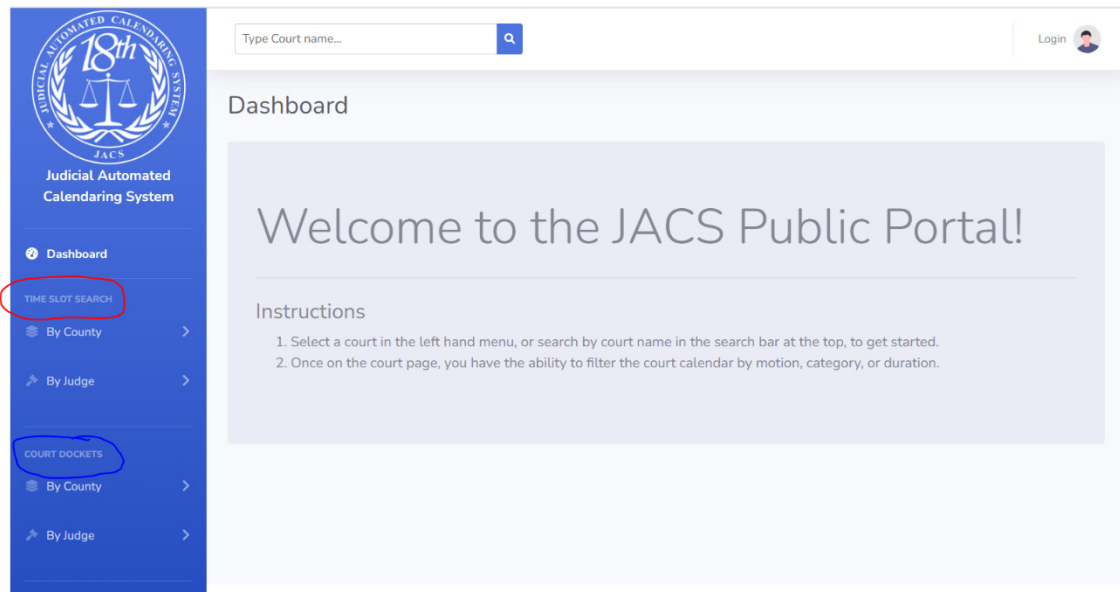 JUDICIAL AUTOMATED CALENDARING SYSTEM
18th
JACS
Judicial Automated
Calendaring System
Dashboard
TIME SLOT SEARCH
By County
By Judge
COURT DOCKETS
By County
By Judge
Type Court name...
Login
Dashboard
Welcome to the JACS Public Portal!
Instructions
1. Select a court in the left hand menu, or search by court name in the search bar at the top, to get started.
2. Once on the court page, you have the ability to filter the court calendar by motion, category, or duration.